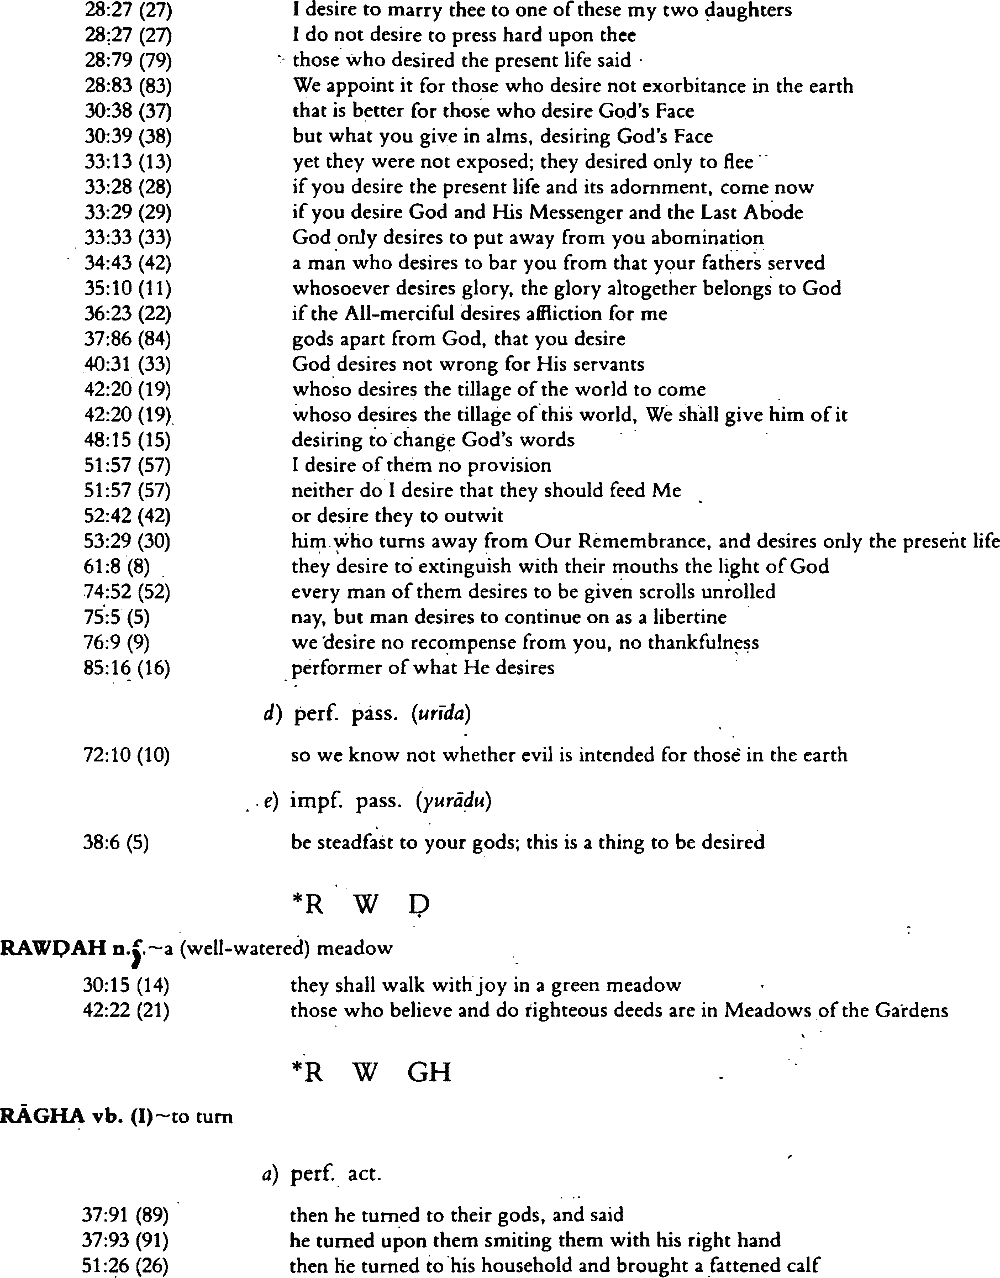 28:27 (27) I desire to marry thee to one of these my two daughters
28:27 (27) I do not desire to press hard upon thee
28:79 (79) those who desired the present life said
28:83 (83) We appoint it for those who desire not exorbitance in the earth
30:38 (37) that is better for those who desire God's Face
30:39 (38) but what you give in alms, desiring God's Face
33:13 (13) yet they were not exposed; they desired only to flee
33:28 (28) if you desire the present life and its adornment, come now
33:29 (29) if you desire God and His Messenger and the Last Abode
33:33 (33) God only desires to put away from you abomination
34:43 (42) a man who desires to bar you from that your fathers served
35:10 (11) whosoever desires glory, the glory altogether belongs to God
36:23 (22) if the All-merciful desires affliction for me
37:86 (84) gods apart from God, that you desire
40:31 (33) God desires not wrong for His servants
42:20 (19) whoso desires the tillage of the world to come
42:20 (19) whoso desires the tillage of this world, We shall give him of it
48:15 (15) desiring to change God's words
51:57 (57) I desire of them no provision
51:57 (57) neither do I desire that they should feed Me
52:42 (42) or desire they to outwit
53:29 (30) him who turns away from Our Remembrance, and desires only the present life
61:8 (8) they desire to extinguish with their mouths the light of God
74:52 (52) every man of them desires to be given scrolls unrolled
75:5 (5) nay, but man desires to continue on as a libertine
76:9 (9) we desire no recompense from you, no thankfulness
85:16 (16) performer of what He desires
d) perf. pass. (urīda)
72:10 (10) so we know not whether evil is intended for those in the earth
e) impf. pass. (yurādu)
38:6 (5) be steadfast to your gods; this is a thing to be desired
*R W Ḍ
RAWḌAH n.f.~a (well-watered) meadow
30:15 (14) they shall walk with joy in a green meadow
42:22 (21) those who believe and do righteous deeds are in Meadows of the Gardens
*R W GH
RĀGHA vb. (I)~to turn
a) perf. act.
37:91 (89) then he turned to their gods, and said
37:93 (91) he turned upon them smiting them with his right hand
51:26 (26) then he turned to his household and brought a fattened calf